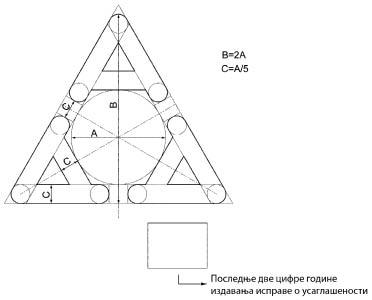 B=2A
C=A/5
C
B
A
C
C
Последње две цифре године
издавања исправе о усаглашености